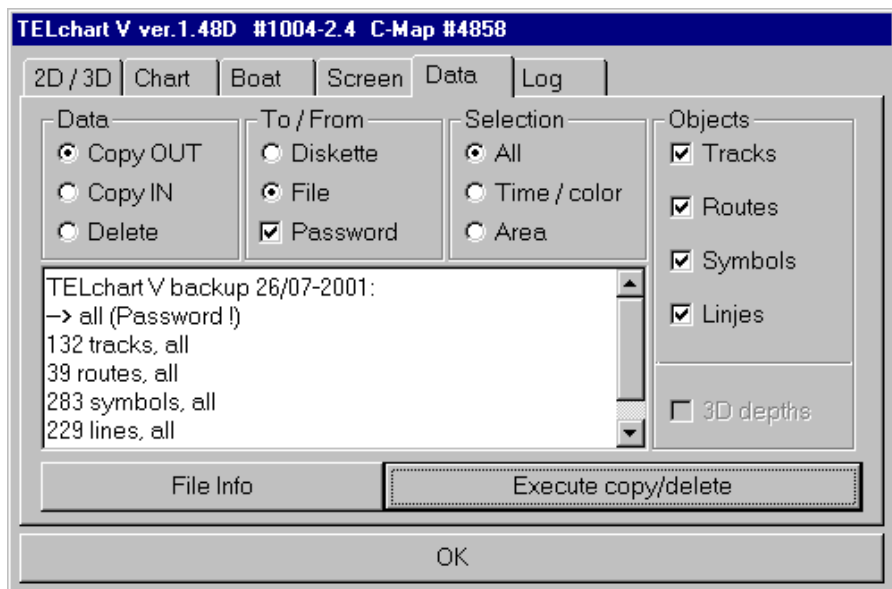 TELchart V ver.1.48D #1004-2.4 C-Map #4858
2D / 3D Chart Boat Screen Data Log
Data
Copy OUT
Copy IN
Delete
To / From
Diskette
File
Password
Selection
All
Time / color
Area
Objects
Tracks
Routes
Symbols
Linjes
3D depths
TELchart V backup 26/07-2001:
--> all (Password !)
132 tracks, all
39 routes, all
283 symbols, all
229 lines, all
File Info
Execute copy/delete
OK